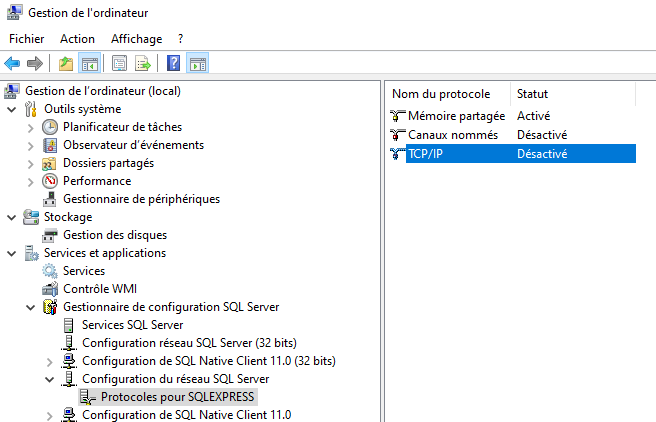 Gestion de l'ordinateur
Fichier Action Affichage ?
Gestion de l'ordinateur (local)
Outils système
Planificateur de tâches
Observateur d'événements
Dossiers partagés
Performance
Gestionnaire de périphériques
Stockage
Gestion des disques
Services et applications
Services
Contrôle WMI
Gestionnaire de configuration SQL Server
Services SQL Server
Configuration réseau SQL Server (32 bits)
Configuration de SQL Native Client 11.0 (32 bits)
Configuration du réseau SQL Server
Protocoles pour SQLEXPRESS
Configuration de SQL Native Client 11.0
Nom du protocole Statut
Mémoire partagée Activé
Canaux nommés Désactivé
TCP/IP Désactivé